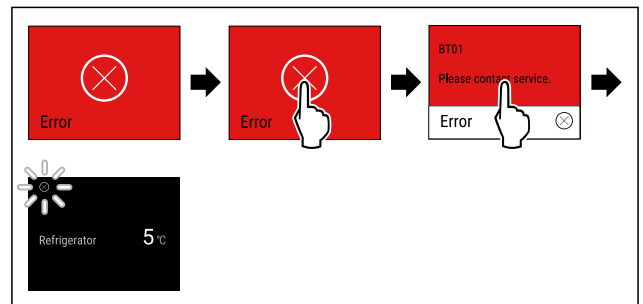 Error
Error
BT01
Please contact service.
Error
Refrigerator 5 °C